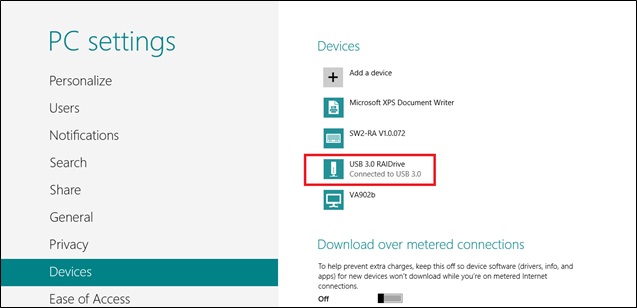 PC settings
Personalize
Users
Notifications
Search
Share
General
Privacy
Devices
Ease of Access
Devices
Add a device
Microsoft XPS Document Writer
SW2-RA V1.0.072
USB 3.0 RAIDrive
Connected to USB 3.0
VA902b
Download over metered connections
To help prevent extra charges, keep this off so device software (drivers, info, and
apps) for new devices won't download while you're on metered Internet
connections.
Off